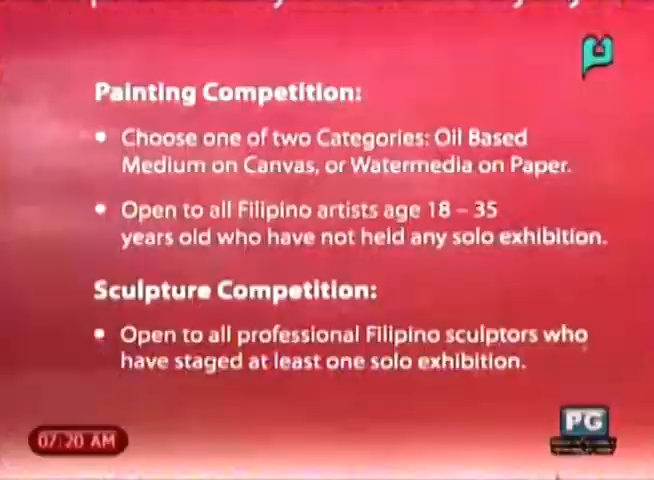 Painting Competition:
• Choose one of two Categories: Oil Based
Medium on Canvas, or Watermedia on Paper.
• Open to all Filipino artists age 18 – 35
years old who have not held any solo exhibition.
Sculpture Competition:
• Open to all professional Filipino sculptors who
have staged at least one solo exhibition.
07:20 AM
PG